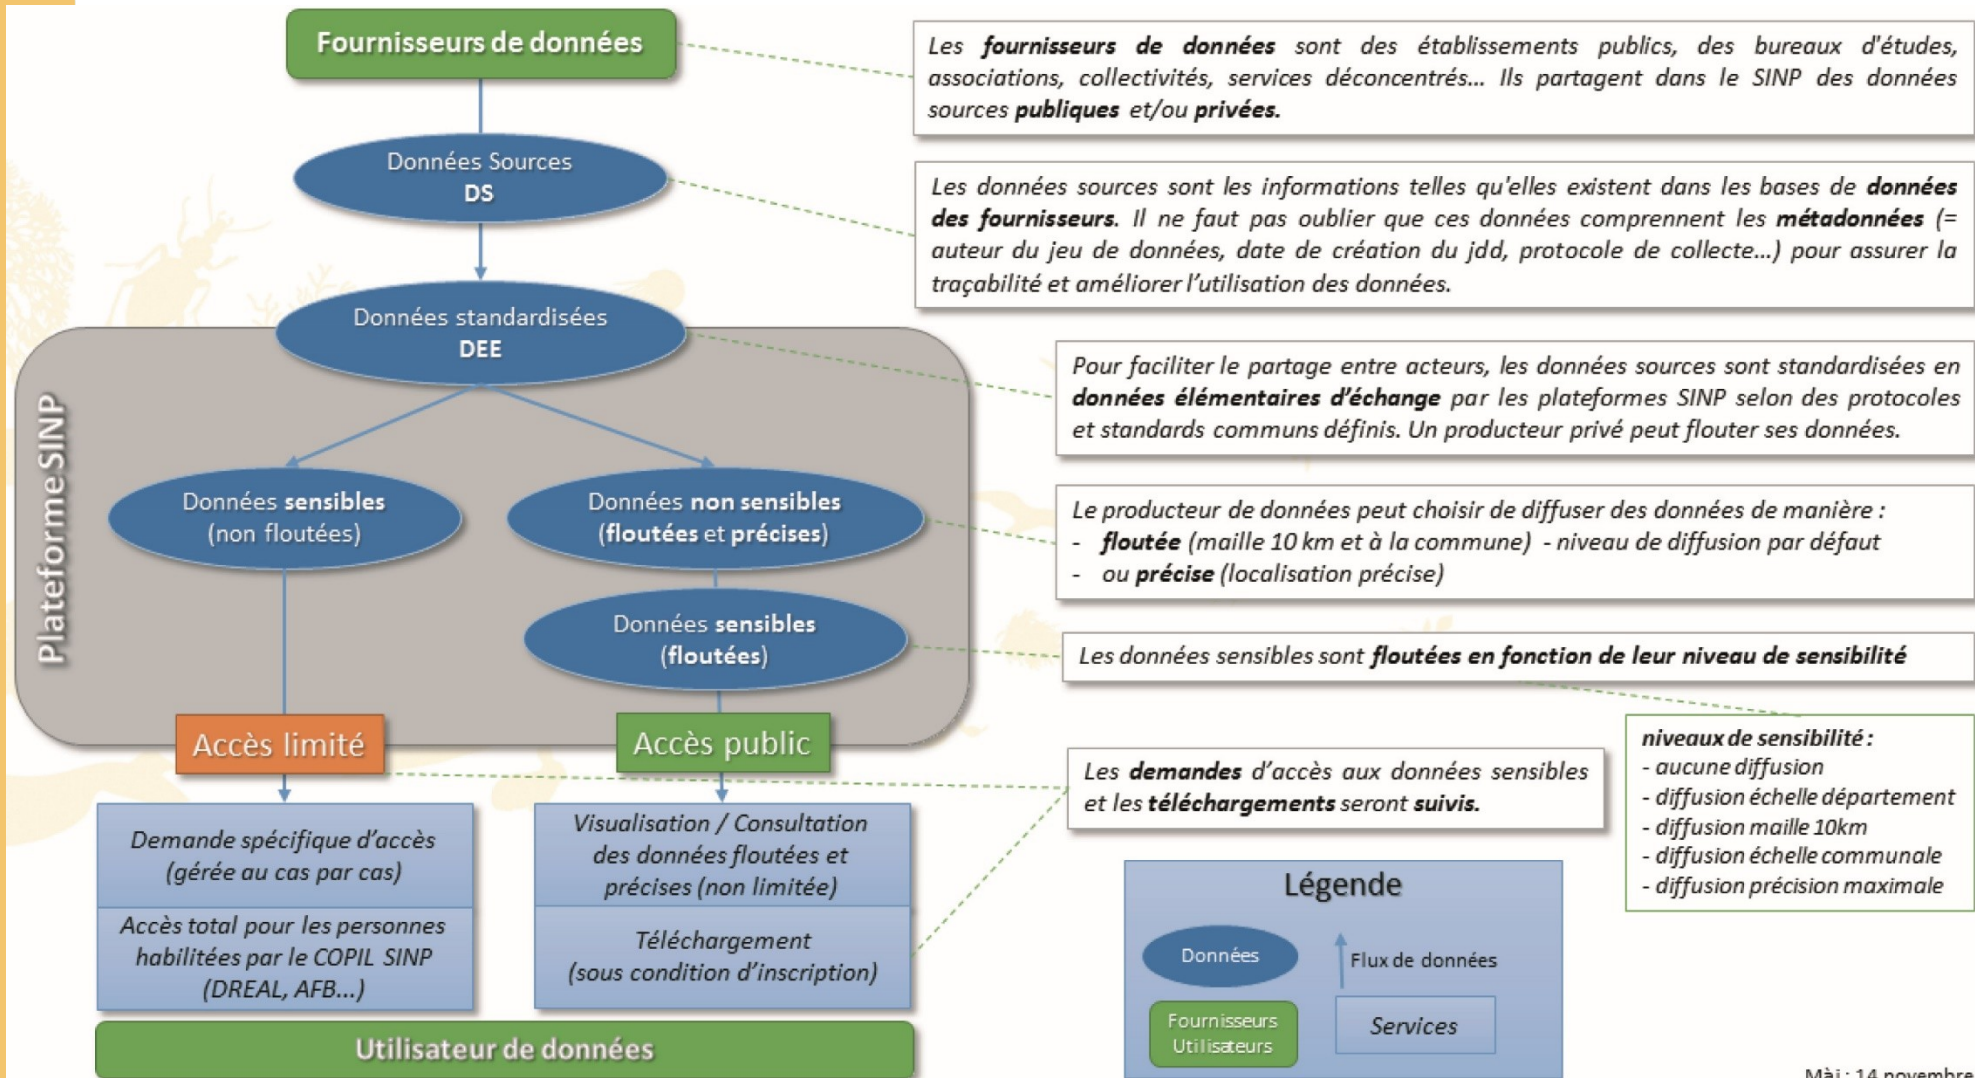 Fournisseurs de données
Les fournisseurs de données sont des établissements publics, des bureaux d'études,
associations, collectivités, services déconcentrés... Ils partagent dans le SINP des données
sources publiques et/ou privées.
Données Sources
DS
Les données sources sont les informations telles qu'elles existent dans les bases de données
des fournisseurs. Il ne faut pas oublier que ces données comprennent les métadonnées (=
auteur du jeu de données, date de création du jdd, protocole de collecte...) pour assurer la
traçabilité et améliorer l'utilisation des données.
Données standardisées
DEE
Pour faciliter le partage entre acteurs, les données sources sont standardisées en
données élémentaires d'échange par les plateformes SINP selon des protocoles
et standards communs définis. Un producteur privé peut flouter ses données.
Plateforme SINP
Données sensibles
(non floutées)
Données non sensibles
(floutées et précises)
Le producteur de données peut choisir de diffuser des données de manière :
- floutée (maille 10 km et à la commune) - niveau de diffusion par défaut
- ou précise (localisation précise)
Données sensibles
(floutées)
Les données sensibles sont floutées en fonction de leur niveau de sensibilité
niveaux de sensibilité :
- aucune diffusion
- diffusion échelle département
- diffusion maille 10km
- diffusion échelle communale
- diffusion précision maximale
Accès limité
Accès public
Les demandes d'accès aux données sensibles
et les téléchargements seront suivis.
Demande spécifique d'accès
(gérée au cas par cas)
Accès total pour les personnes
habilitées par le COPIL SINP
(DREAL, AFB...)
Visualisation / Consultation
des données floutées et
précises (non limitée)
Téléchargement
(sous condition d'inscription)
Utilisateur de données
Légende
Données
Flux de données
Fournisseurs
Utilisateurs
Services
Màj : 14 novembre